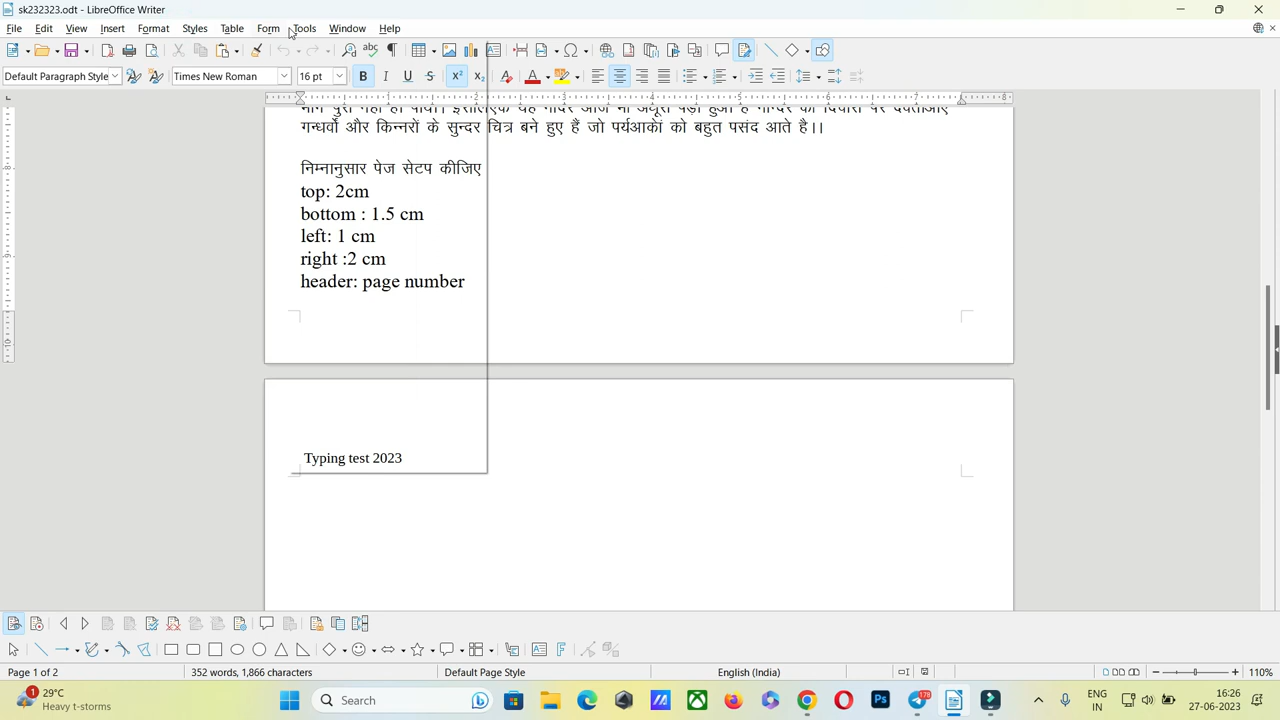 sk232323.odt - LibreOffice Writer
File Edit View Insert Format Styles Table Form Tools Window Help
Default Paragraph Style Times New Roman 16 pt
गन्धर्वों और किन्नरों के सुन्दर चित्र बने हुए हैं जो पर्यआकों को बहुत पसंद आते है।।
निम्नानुसार पेज सेटप कीजिए
top: 2cm
bottom : 1.5 cm
left: 1 cm
right :2 cm
header: page number
Typing test 2023
Page 1 of 2 352 words, 1,866 characters Default Page Style English (India) 110%
29°C
Heavy t-storms
Search
178
ENG
IN
16:26
27-06-2023